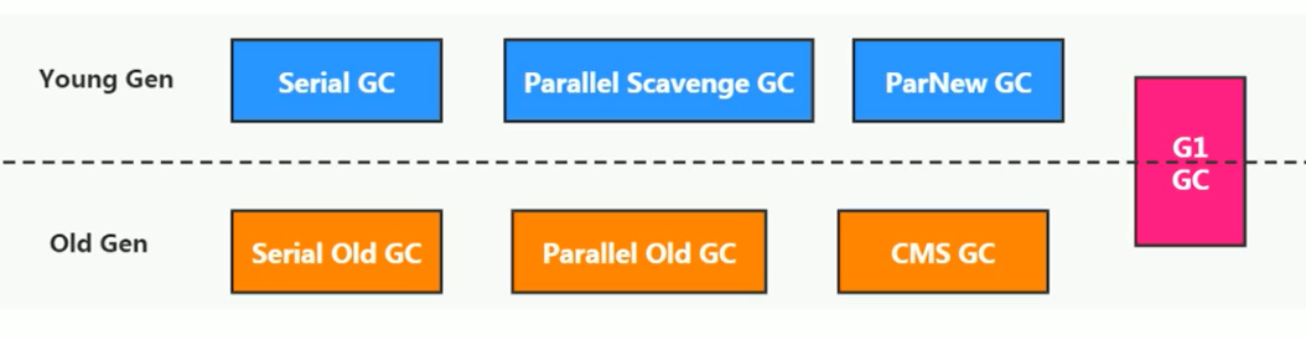 Young Gen
Serial GC
Parallel Scavenge GC
ParNew GC
G1
GC
Old Gen
Serial Old GC
Parallel Old GC
CMS GC